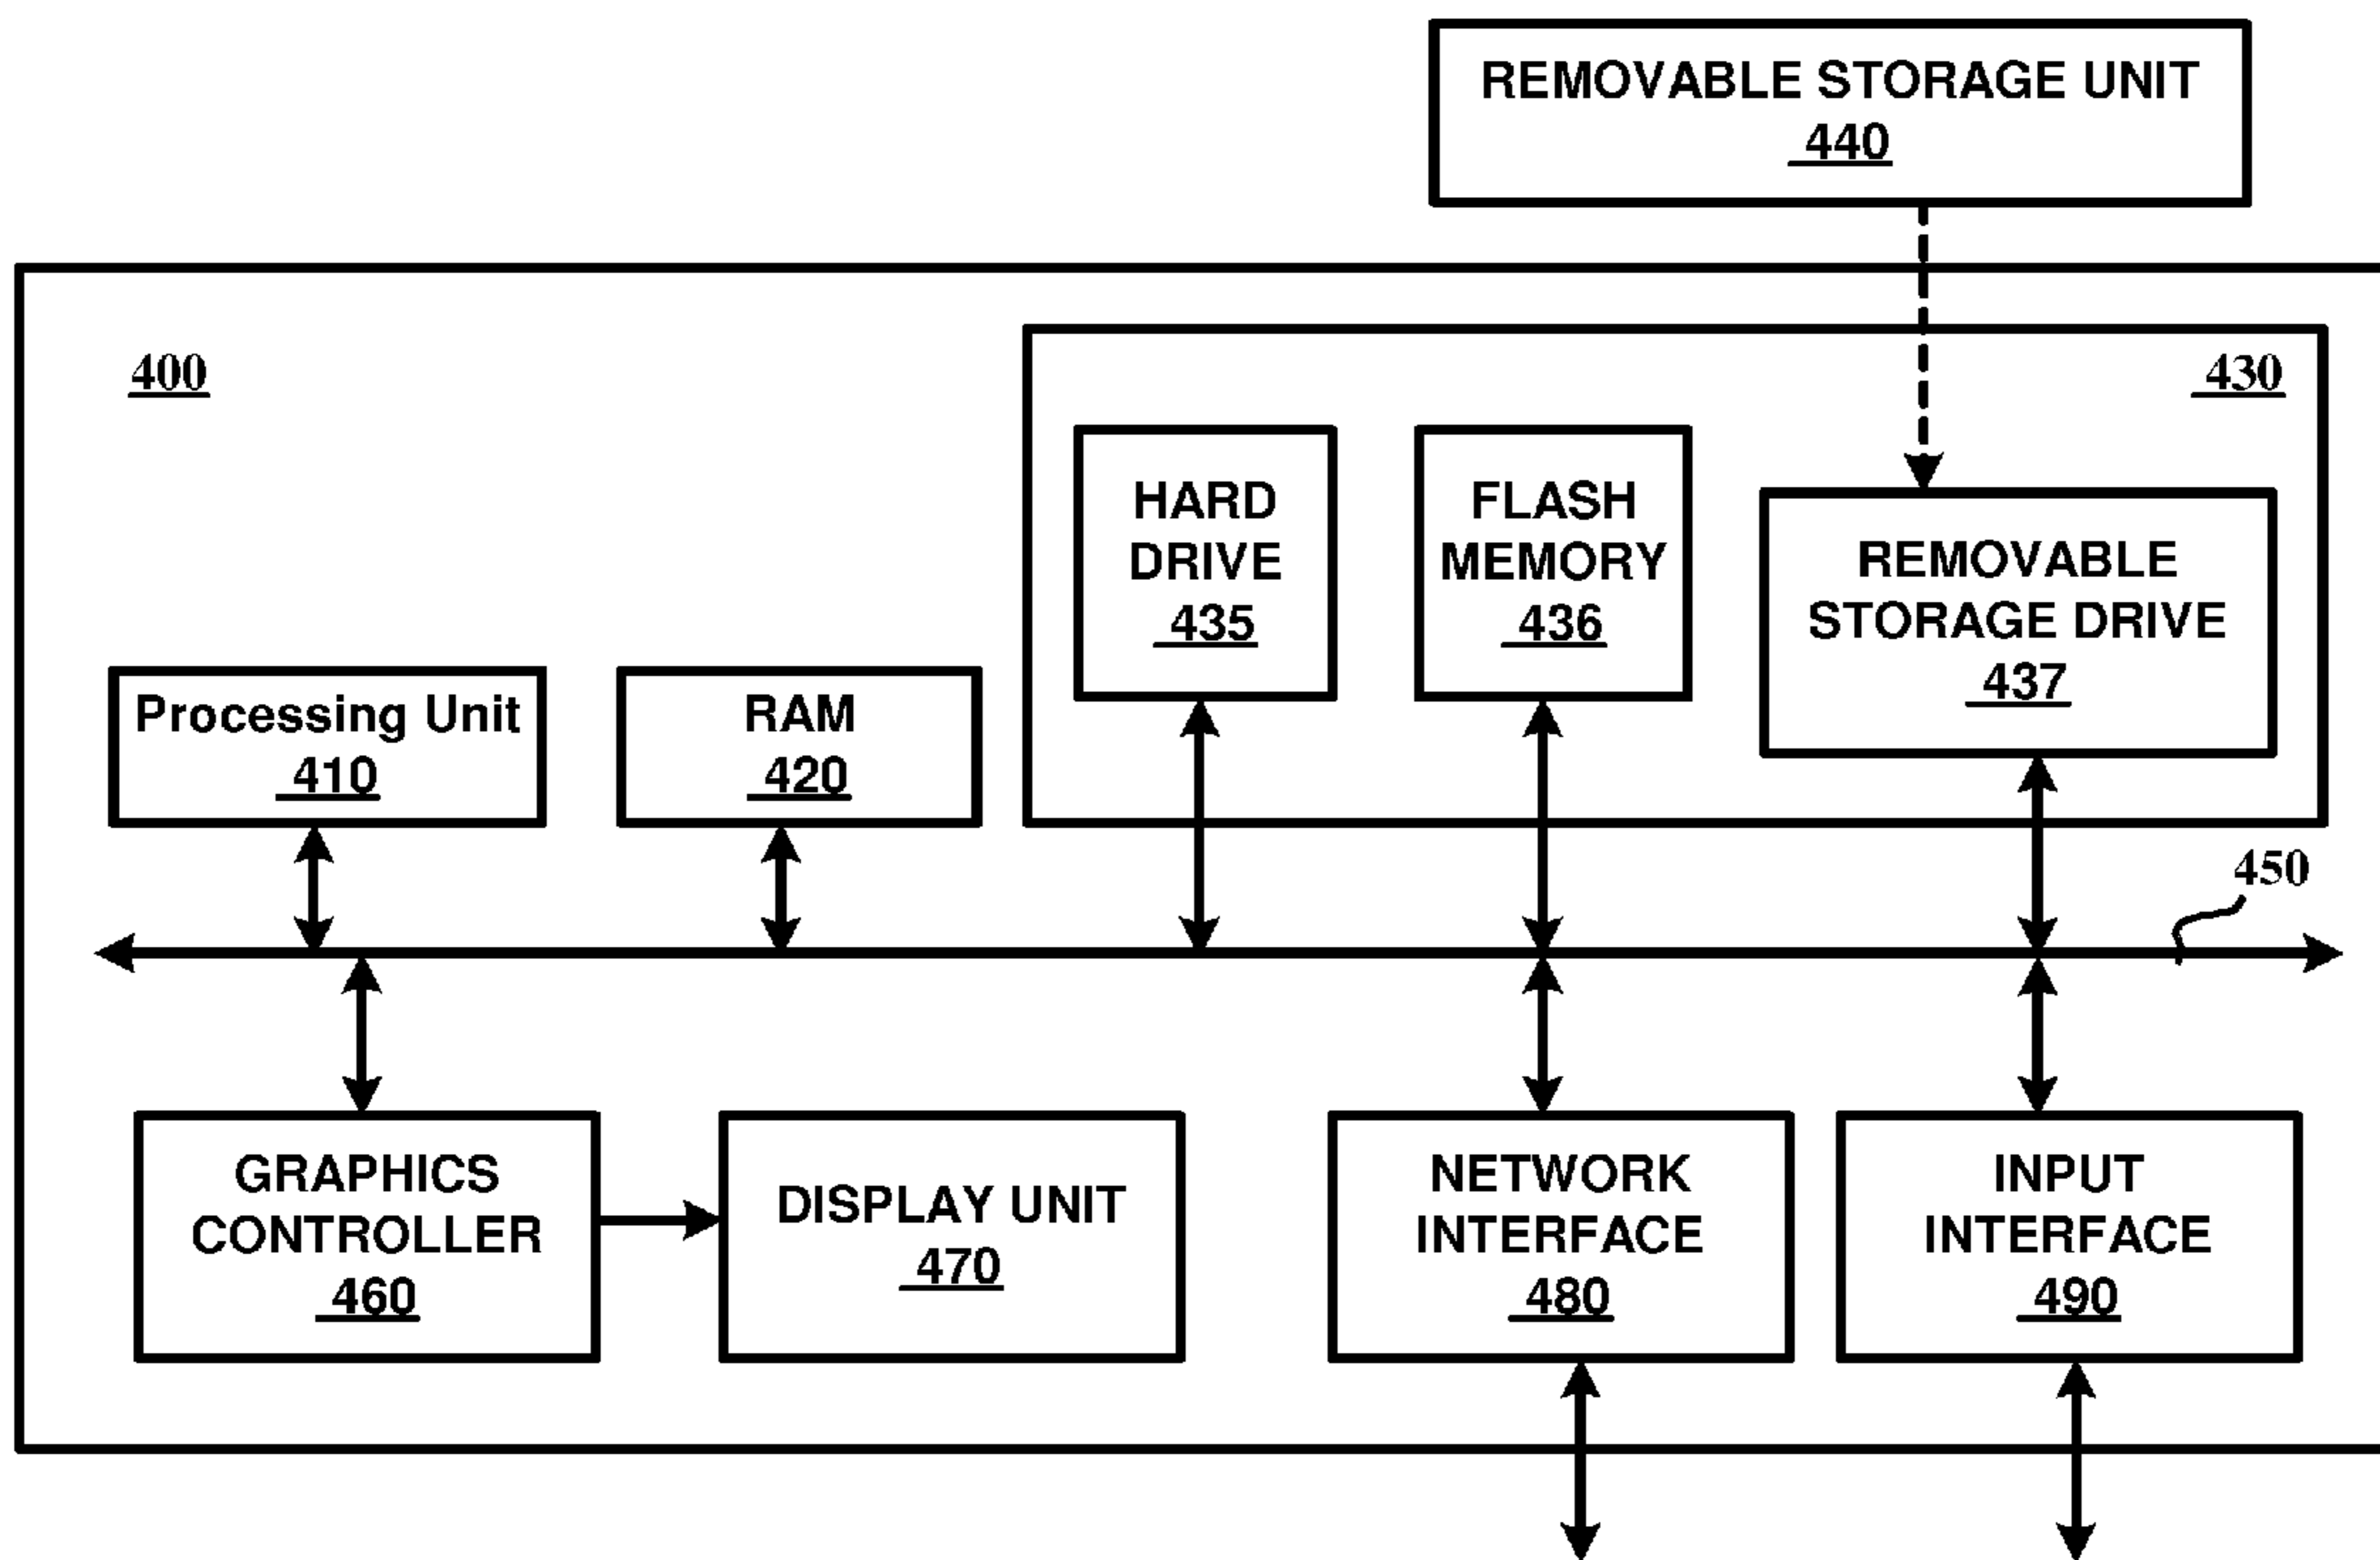 REMOVABLE STORAGE UNIT
440
400
430
HARD
DRIVE
435
FLASH
MEMORY
436
REMOVABLE
STORAGE DRIVE
437
Processing Unit
410
RAM
420
450
GRAPHICS
CONTROLLER
460
DISPLAY UNIT
470
NETWORK
INTERFACE
480
INPUT
INTERFACE
490